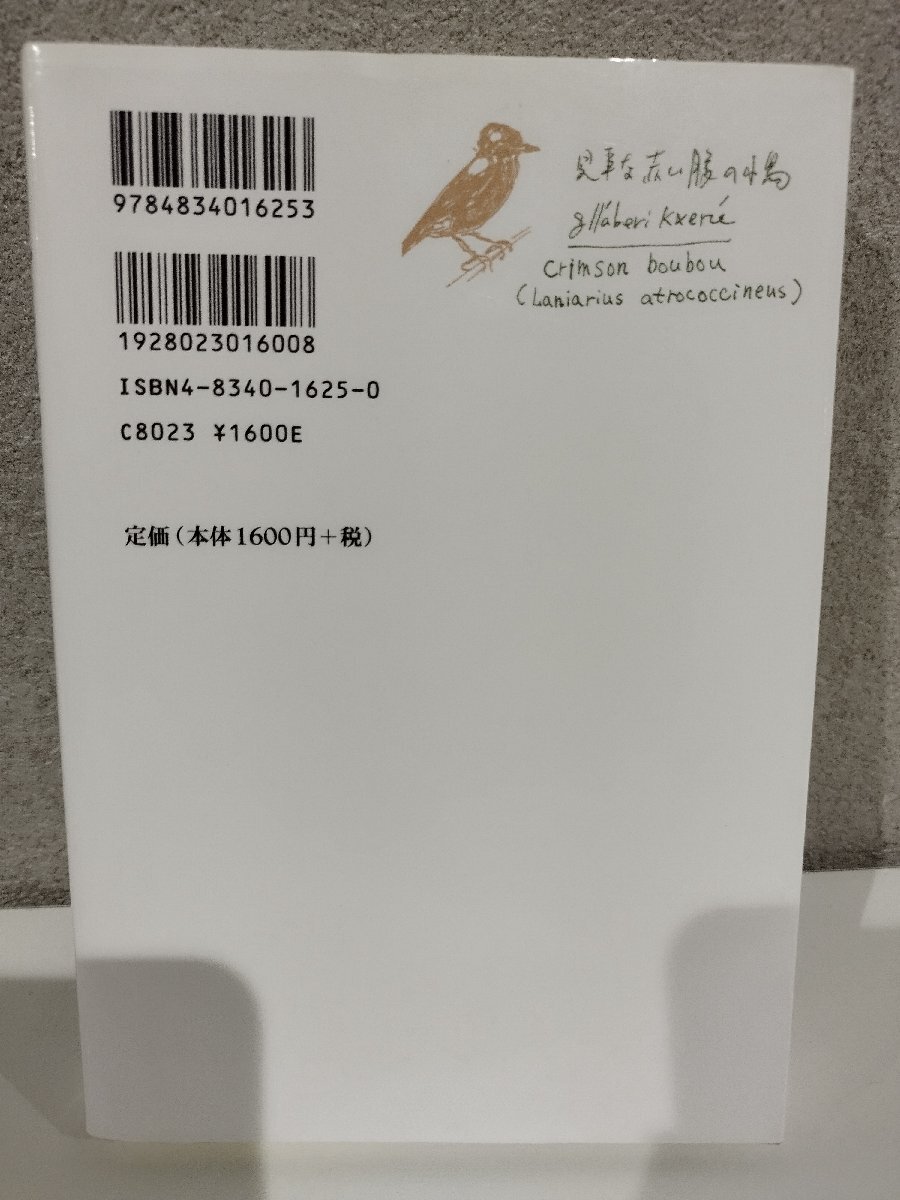 9784834016253
1928023016008
ISBN4-8340-1625-0
C8023 ¥1600E
定価(本体1600円+税)
見事な赤い腹の小鳥
Kxerié
Crimson boubou
(Laniarius atrococcineus)